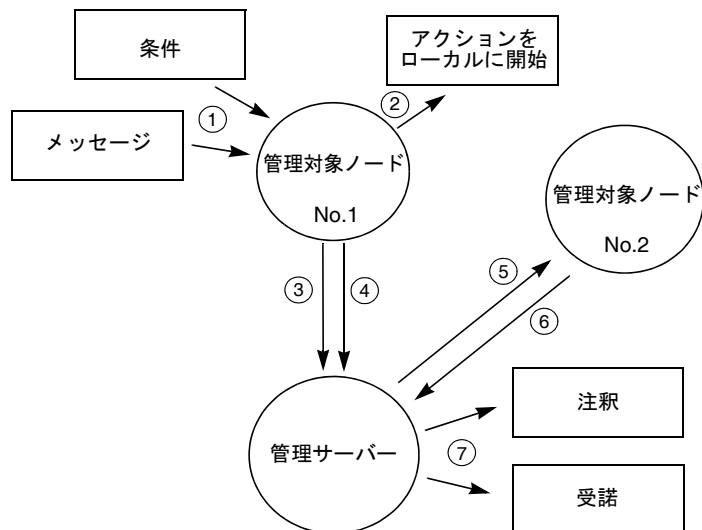 条件
アクションを
ローカルに開始
メッセージ
①
②
管理対象ノード
No.1
管理対象ノード
No.2
③
④
⑤
⑥
管理サーバー
⑦
注釈
受諾